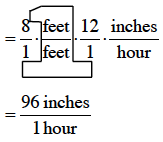 = 8/1 · feet/feet · 12/1 · inches/hour
= 96 inches/1 hour